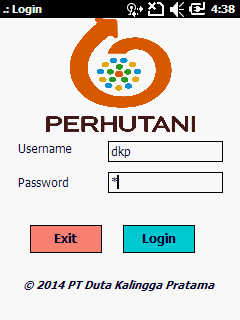 .: Login 4:38
PERHUTANI
Username dkp
Password *
Exit Login
© 2014 PT Duta Kalingga Pratama